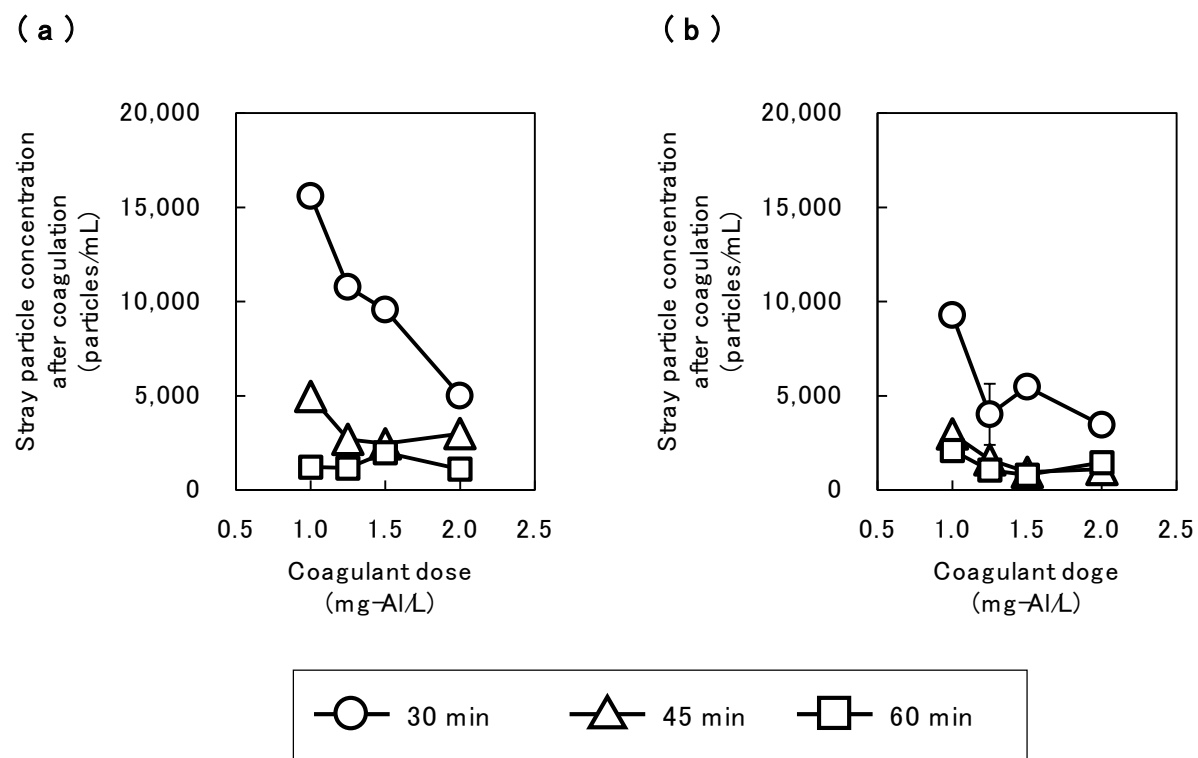 (a)
Stray particle concentration
after coagulation
(particles/mL)
20,000
15,000
10,000
5,000
0
0.5 1.0 1.5 2.0 2.5
Coagulant dose
(mg-Al/L)
(b)
Stray particle concentration
after coagulation
(particles/mL)
20,000
15,000
10,000
5,000
0
0.5 1.0 1.5 2.0 2.5
Coagulant doge
(mg-Al/L)
30 min 45 min 60 min